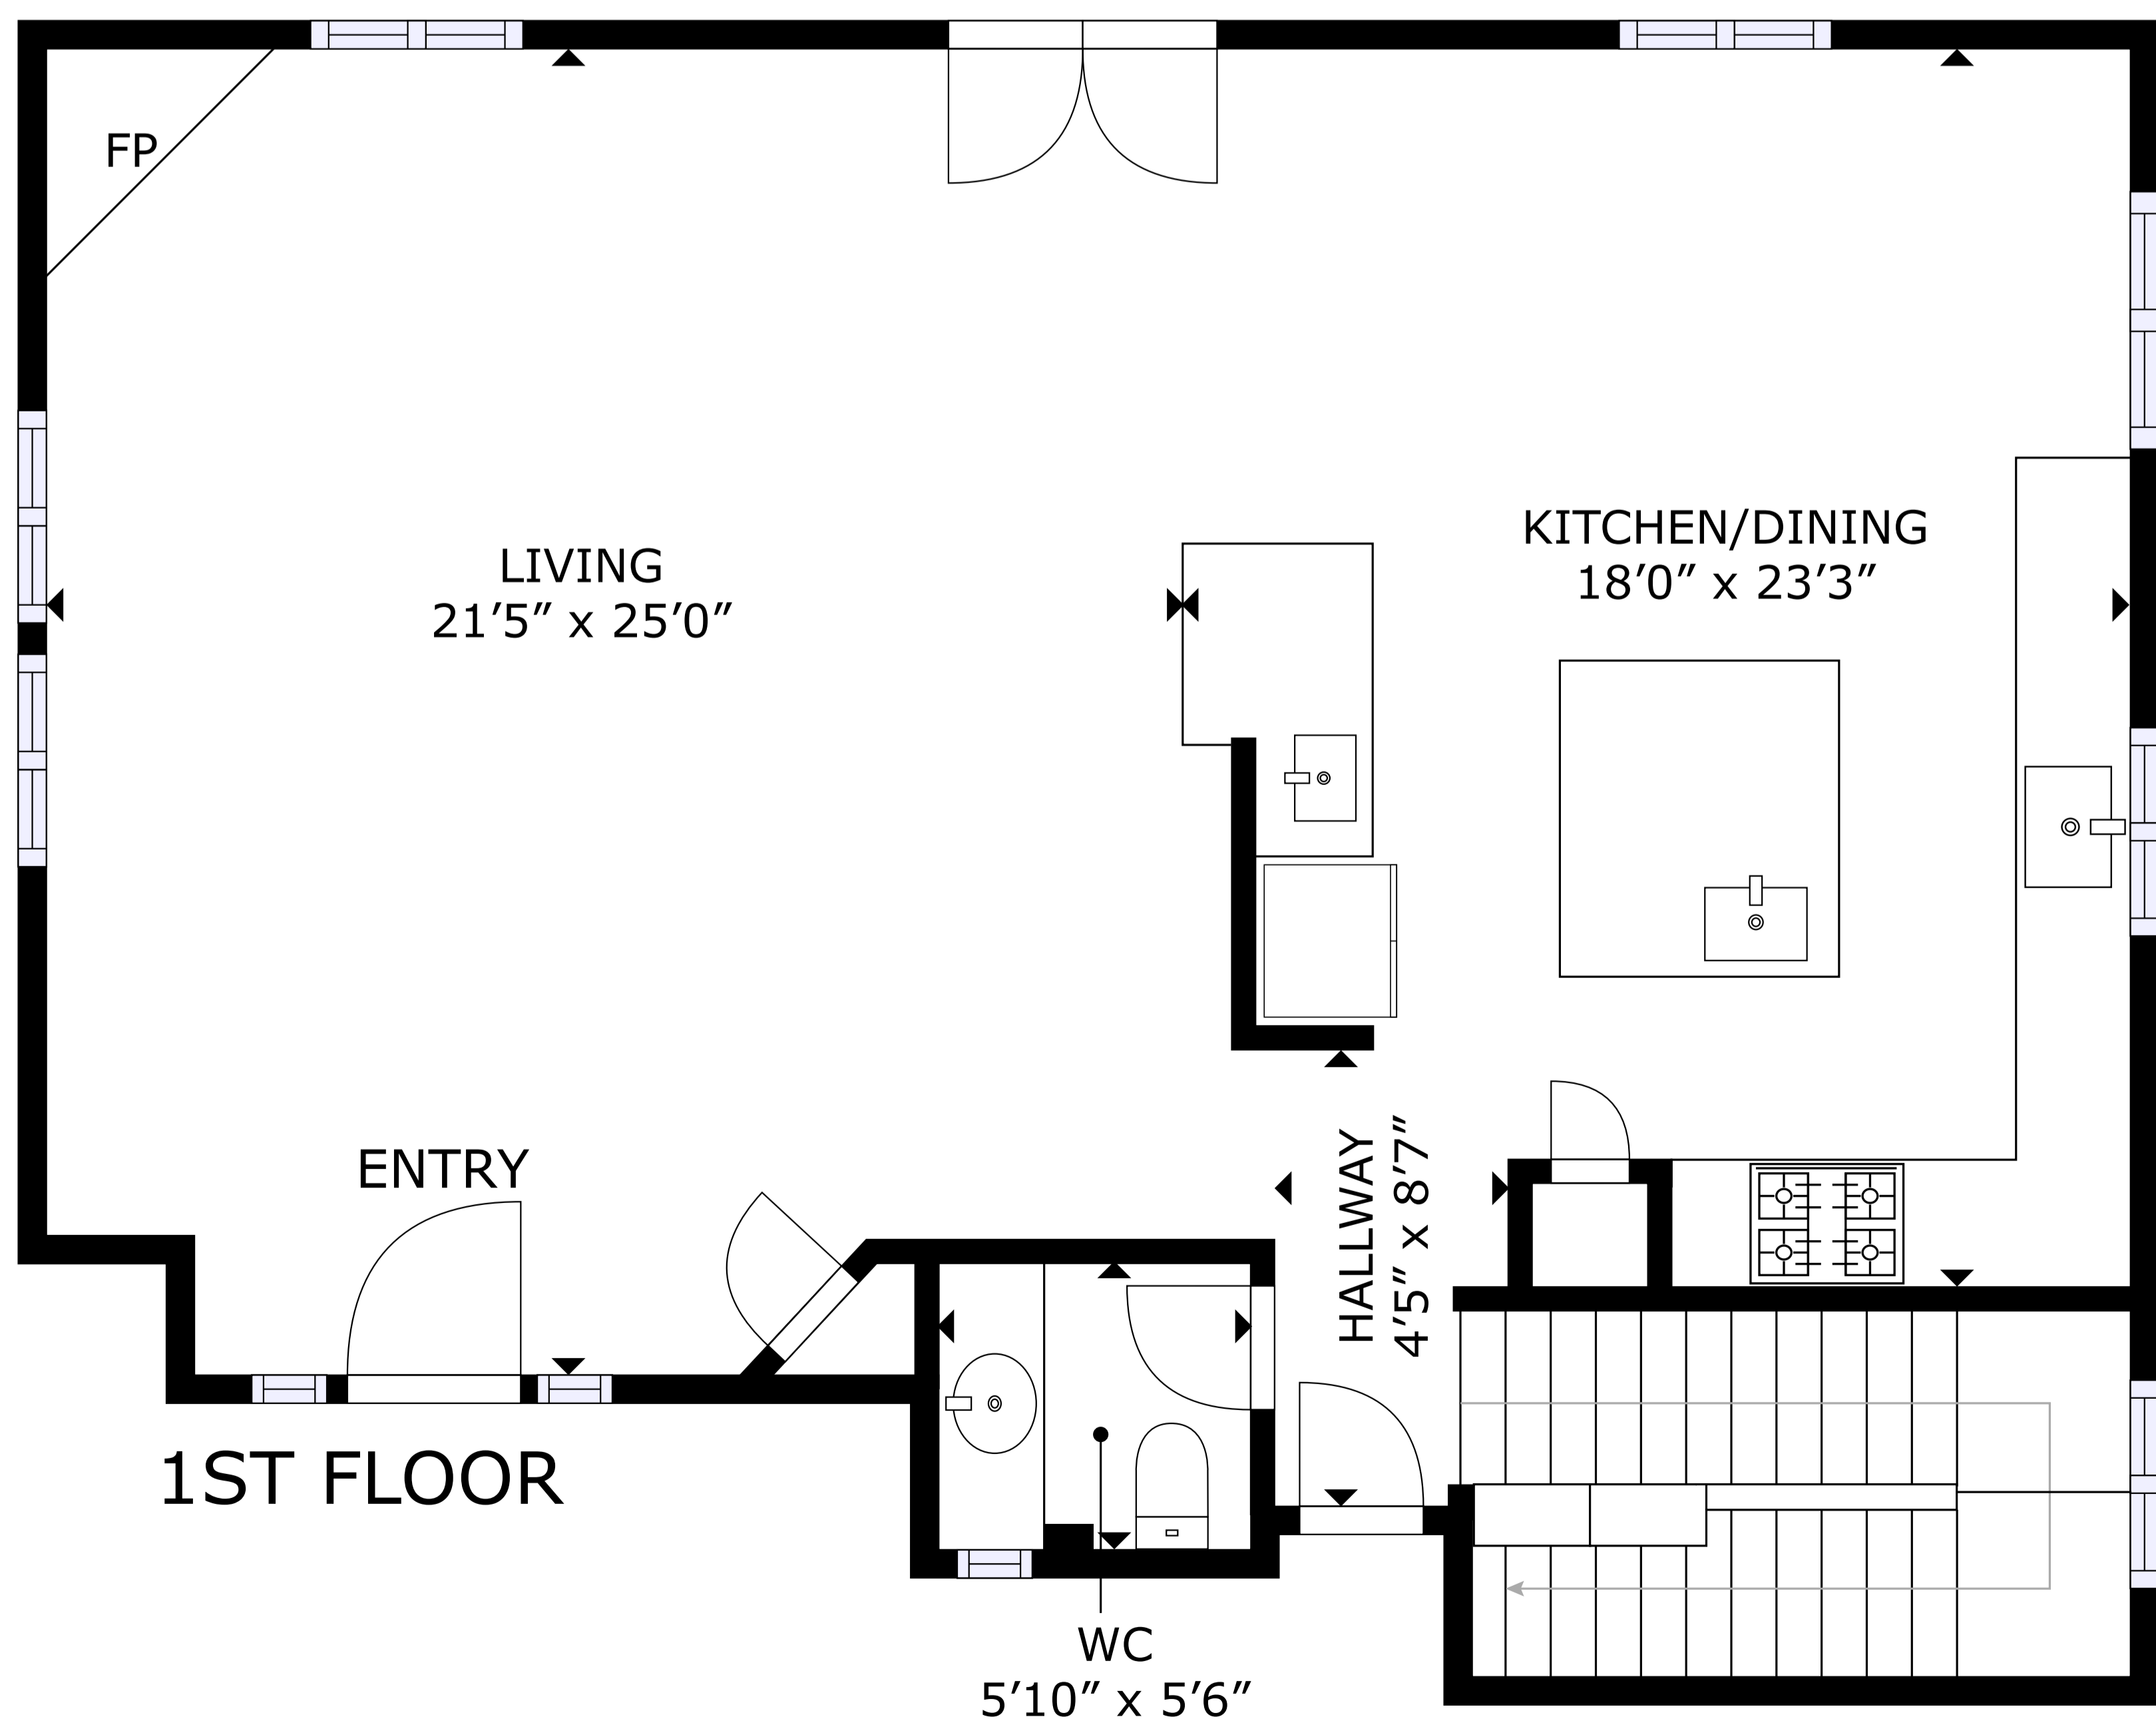 FP
LIVING
21’5” x 25’0”
KITCHEN/DINING
18’0” x 23’3”
ENTRY
HALLWAY
4’5” x 8’7”
1ST FLOOR
WC
5’10” x 5’6”